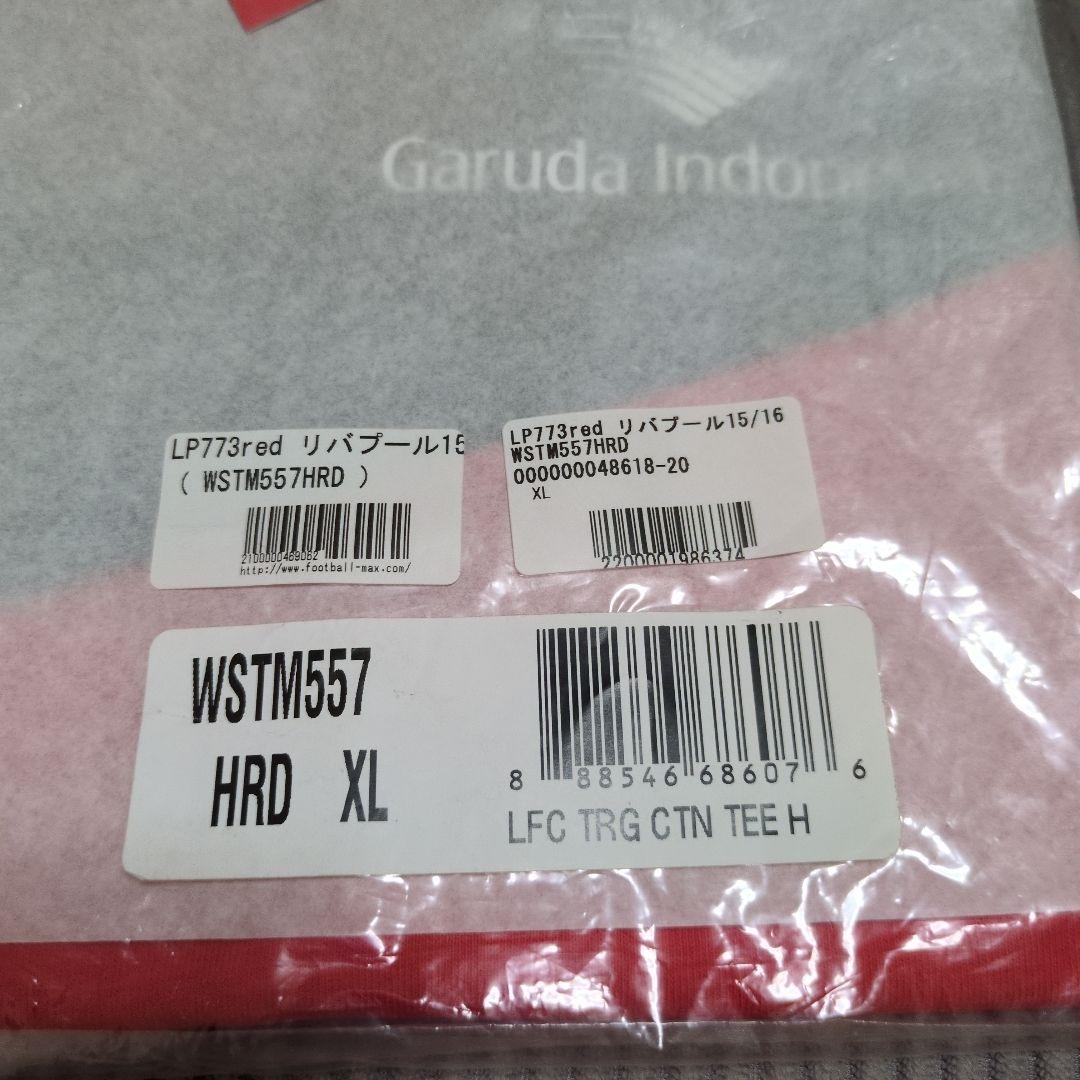 Garuda Indon
LP773red リバプール15
( WSTM557HRD )
2100000469062
http://www.football-max.com/
LP773red リバプール15/16
WSTM557HRD
000000048618-20
XL
2200001986374
WSTM557
HRD XL
8 88546 68607 6
LFC TRG CTN TEE H